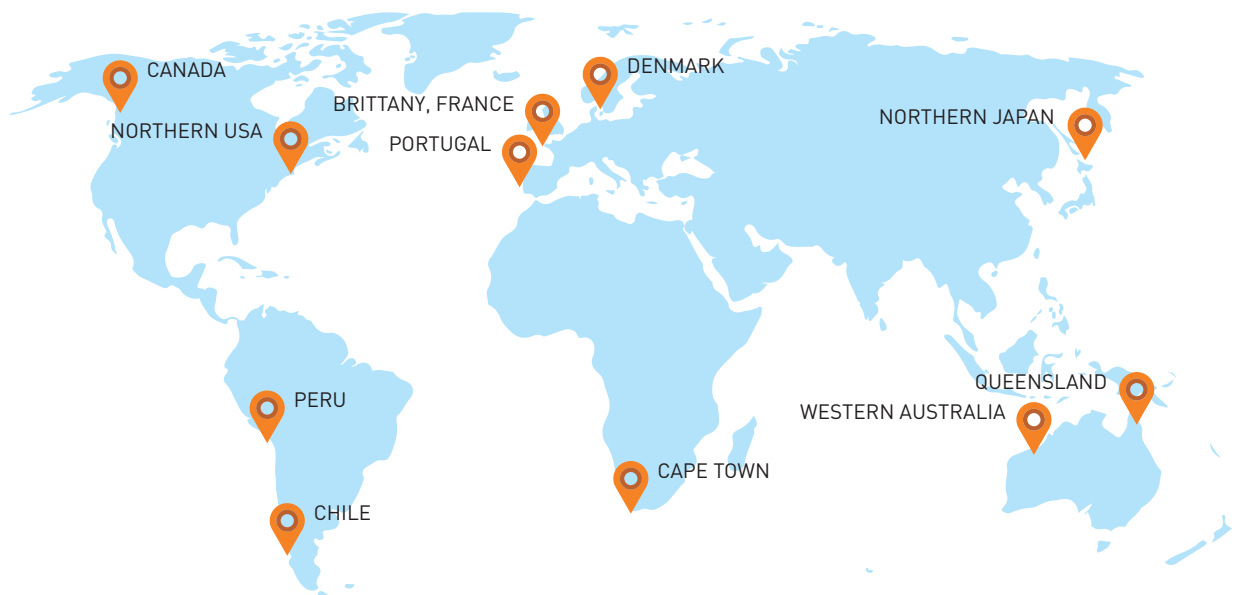 CANADA
DENMARK
BRITTANY, FRANCE
NORTHERN JAPAN
NORTHERN USA
PORTUGAL
QUEENSLAND
PERU
WESTERN AUSTRALIA
CAPE TOWN
CHILE